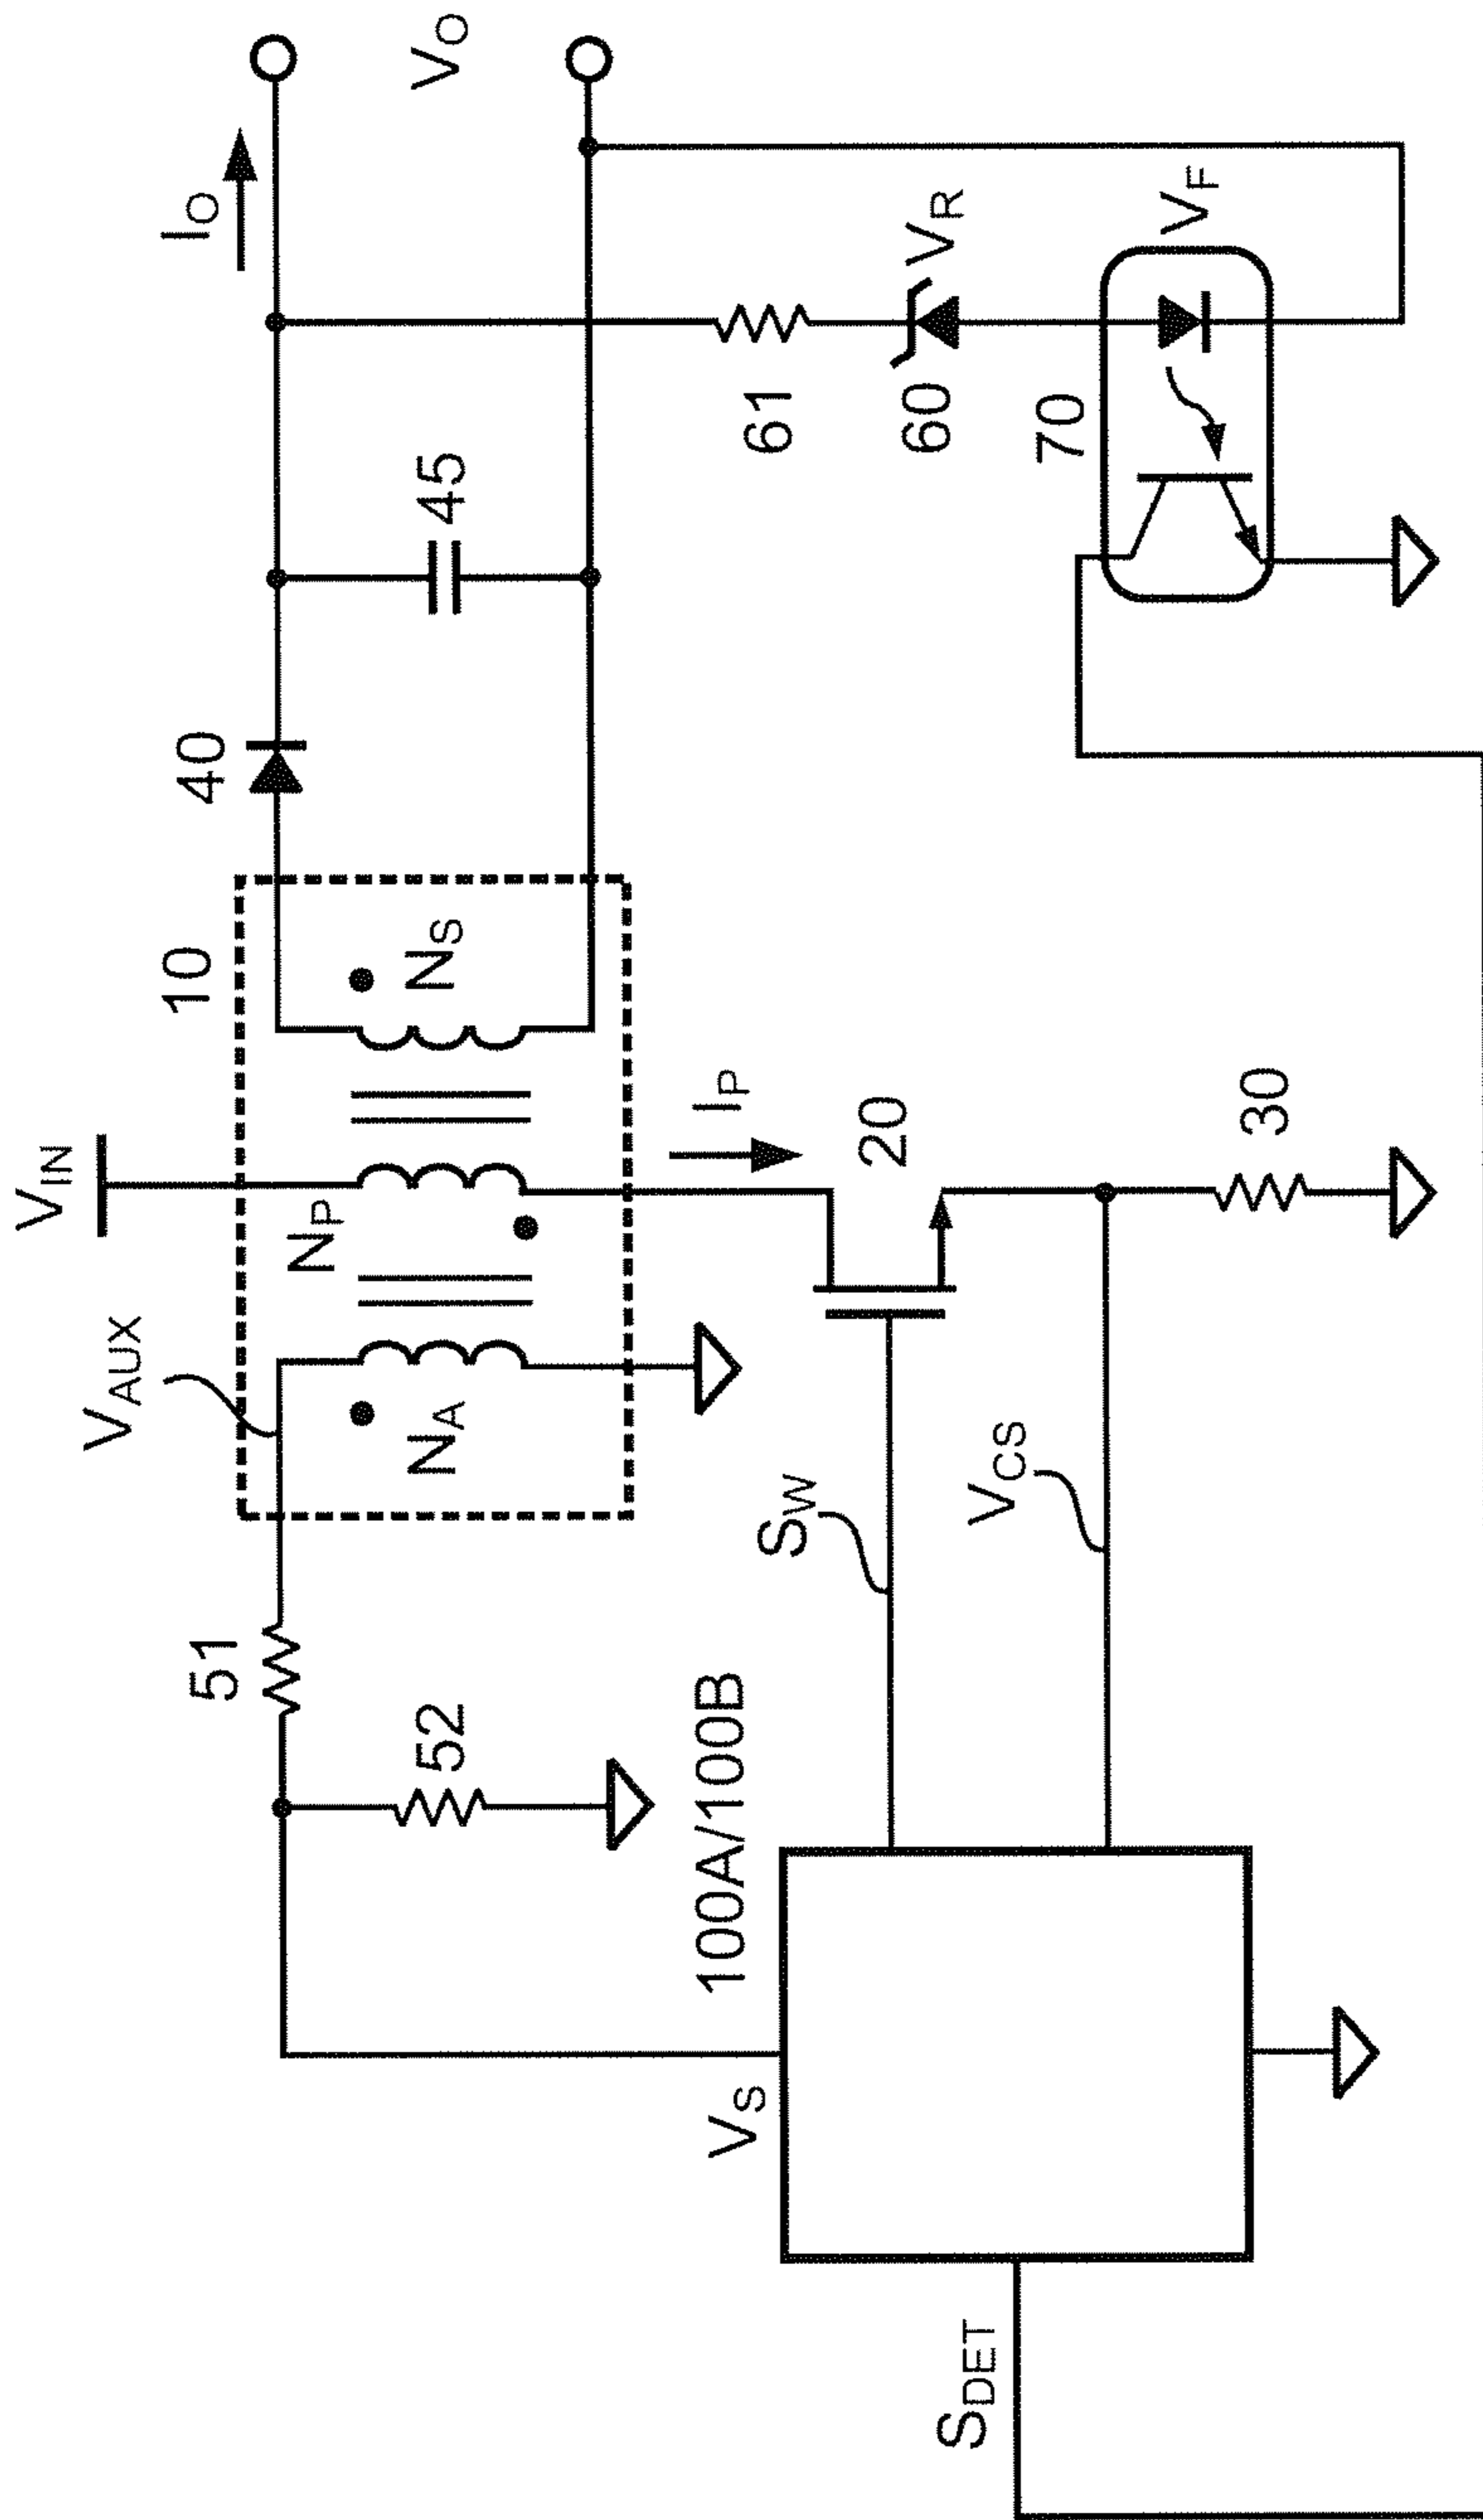 V_IN
V_AUX
10
40
I_O
V_O
51
N_P
N_A
N_S
52
45
I_P
S_W
20
61
V_R
60
100A/100B
V_S
V_CS
30
70
V_F
S_DET